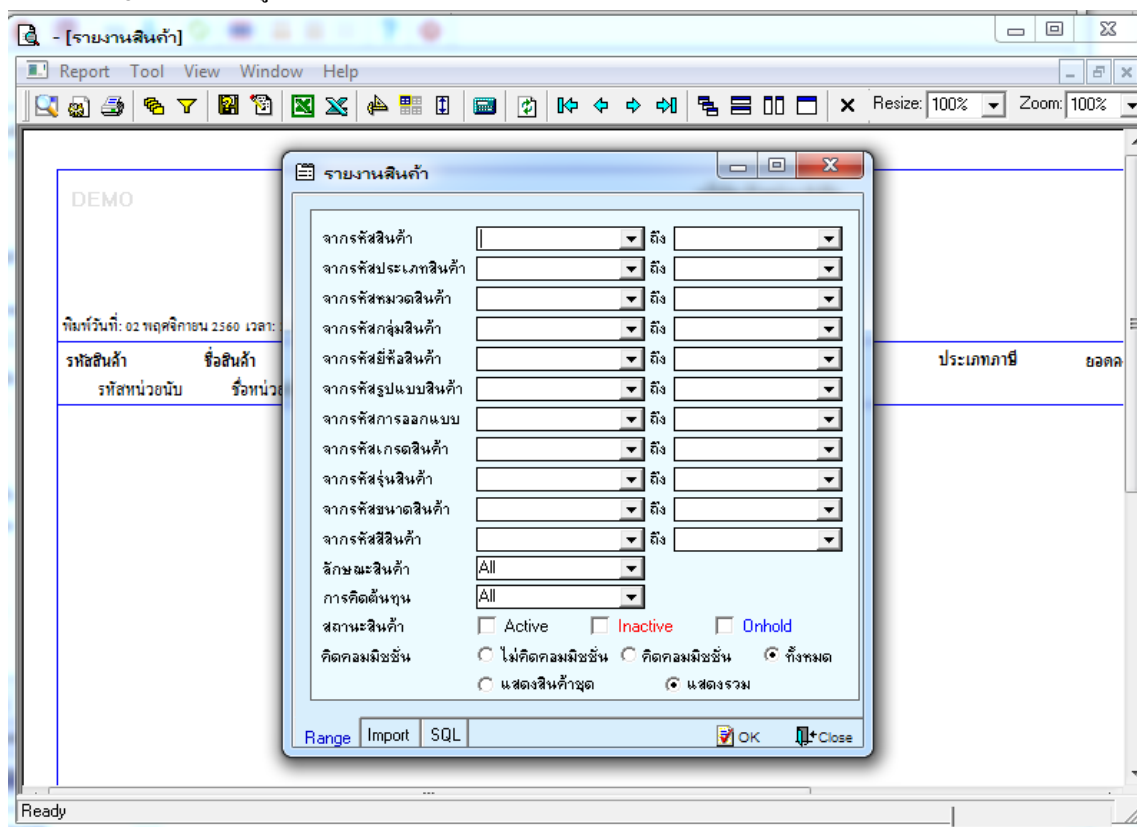 - [รายงานสินค้า]
Report Tool View Window Help
Resize: 100% Zoom: 100%
รายงานสินค้า
DEMO
จากรหัสสินค้า ถึง
จากรหัสประเภทสินค้า ถึง
จากรหัสหมวดสินค้า ถึง
พิมพ์วันที่: 02 พฤศจิกายน 2560 เวลา:
จากรหัสกลุ่มสินค้า ถึง
รหัสสินค้า ชื่อสินค้า จากรหัสยี่ห้อสินค้า ถึง ประเภทภาษี ยอดค
รหัสหน่วยนับ ชื่อหน่วย จากรหัสรูปแบบสินค้า ถึง
จากรหัสการออกแบบ ถึง
จากรหัสเกรดสินค้า ถึง
จากรหัสรุ่นสินค้า ถึง
จากรหัสขนาดสินค้า ถึง
จากรหัสสีสินค้า ถึง
ลักษณะสินค้า All
การคิดต้นทุน All
สถานะสินค้า Active Inactive Onhold
คิดคอมมิชชั่น ไม่คิดคอมมิชชั่น คิดคอมมิชชั่น ทั้งหมด
แสดงสินค้าชุด แสดงรวม
Range Import SQL OK Close
Ready